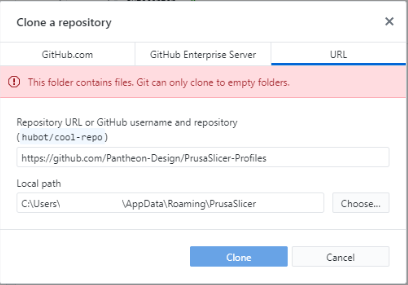 Clone a repository
GitHub.com GitHub Enterprise Server URL
This folder contains files. Git can only clone to empty folders.
Repository URL or GitHub username and repository
(hubot/cool-repo)
https://github.com/Pantheon-Design/PrusaSlicer-Profiles
Local path
C:\Users\ \AppData\Roaming\PrusaSlicer Choose...
Clone Cancel